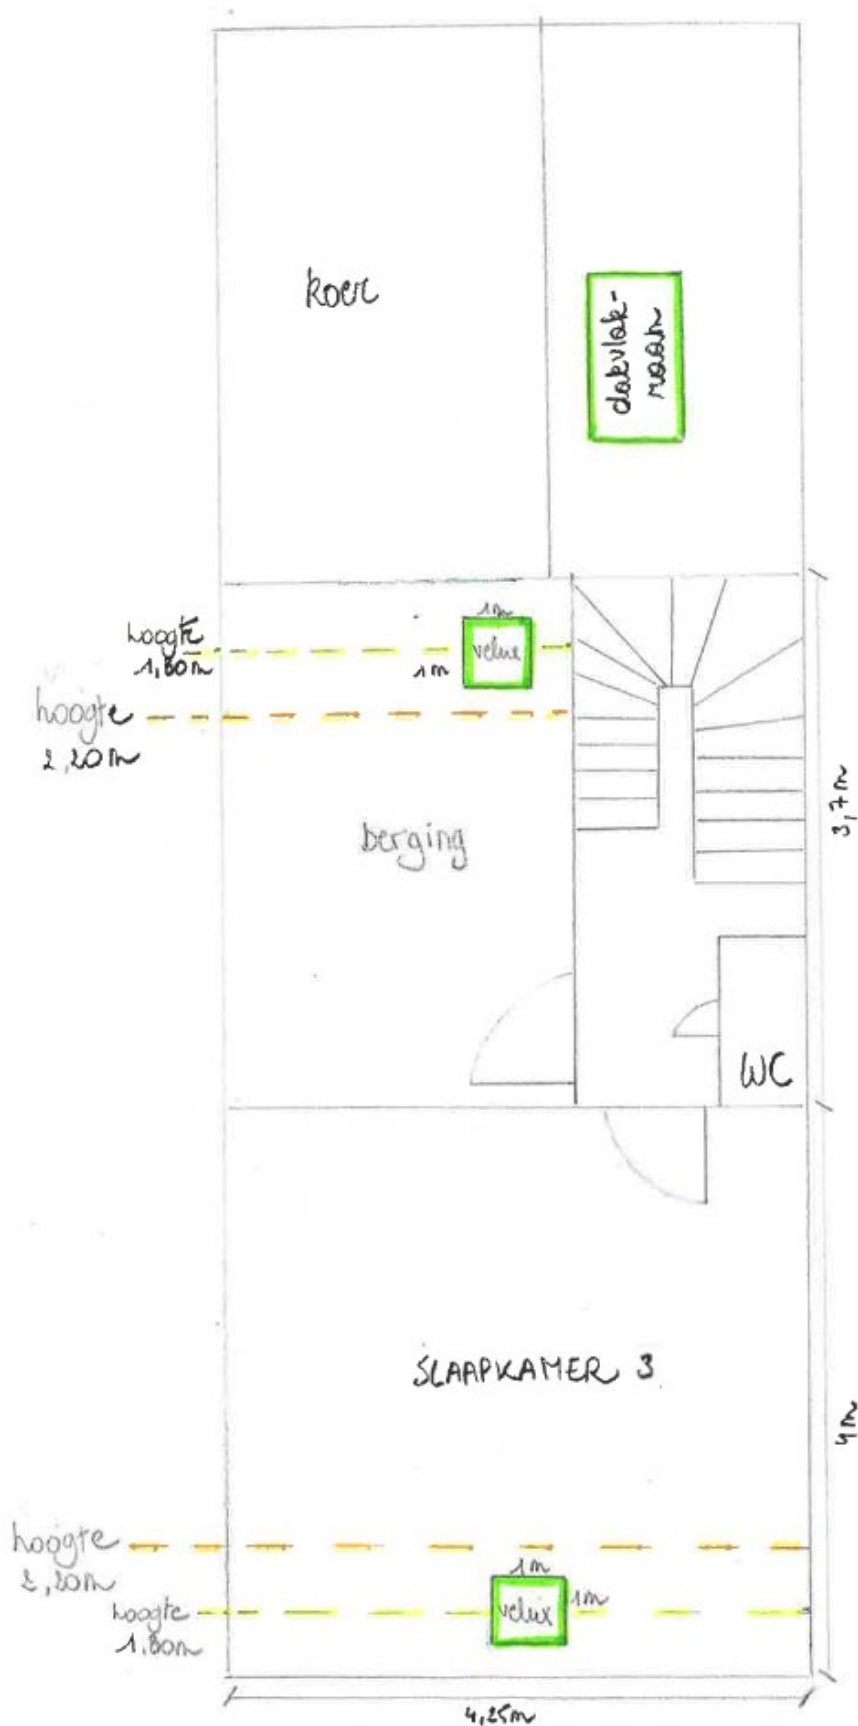 koer
dakvlak-
raam
1m
hoogte
1,80m
velux
1m
hoogte
2,20m
3,7m
berging
WC
SLAAPKAMER 3
4m
hoogte
2,20m
1m
velux
1m
hoogte
1,80m
4,25m